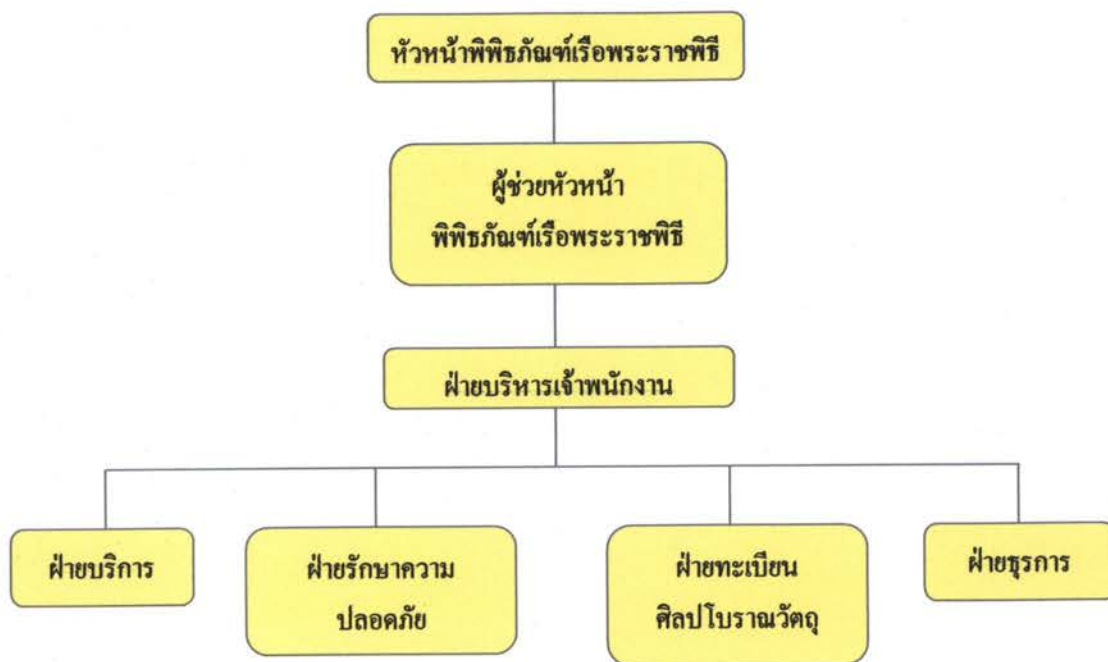 หัวหน้าพิพิธภัณฑ์เรือพระราชพิธี
ผู้ช่วยหัวหน้า
พิพิธภัณฑ์เรือพระราชพิธี
ฝ่ายบริหารเจ้าพนักงาน
ฝ่ายบริการ
ฝ่ายรักษาความ
ปลอดภัย
ฝ่ายทะเบียน
ศิลปโบราณวัตถุ
ฝ่ายธุรการ